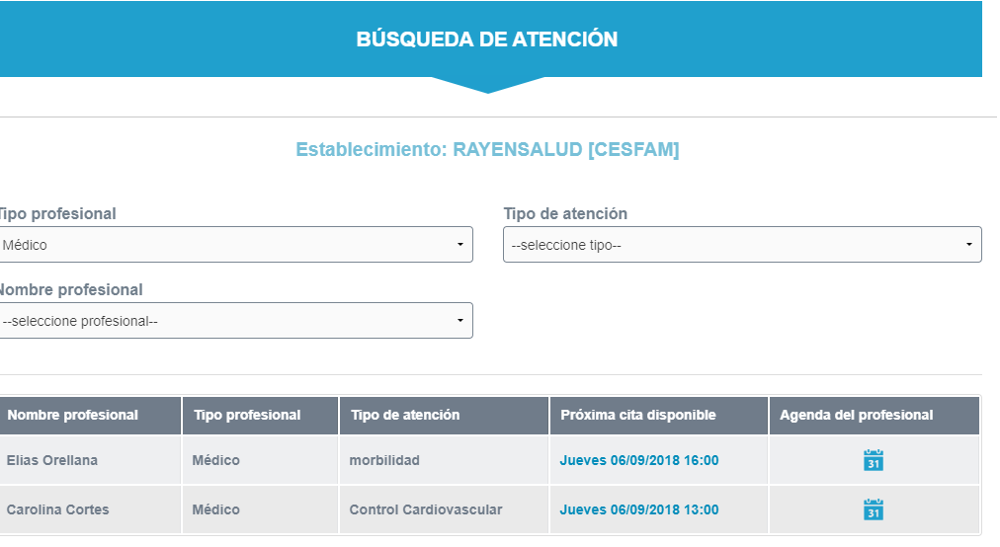 BÚSQUEDA DE ATENCIÓN
Establecimiento: RAYENSALUD [CESFAM]
Tipo profesional
Tipo de atención
Médico
--seleccione tipo--
Nombre profesional
--seleccione profesional--
Nombre profesional Tipo profesional Tipo de atención Próxima cita disponible Agenda del profesional
Elias Orellana Médico morbilidad Jueves 06/09/2018 16:00 31
Carolina Cortes Médico Control Cardiovascular Jueves 06/09/2018 13:00 31